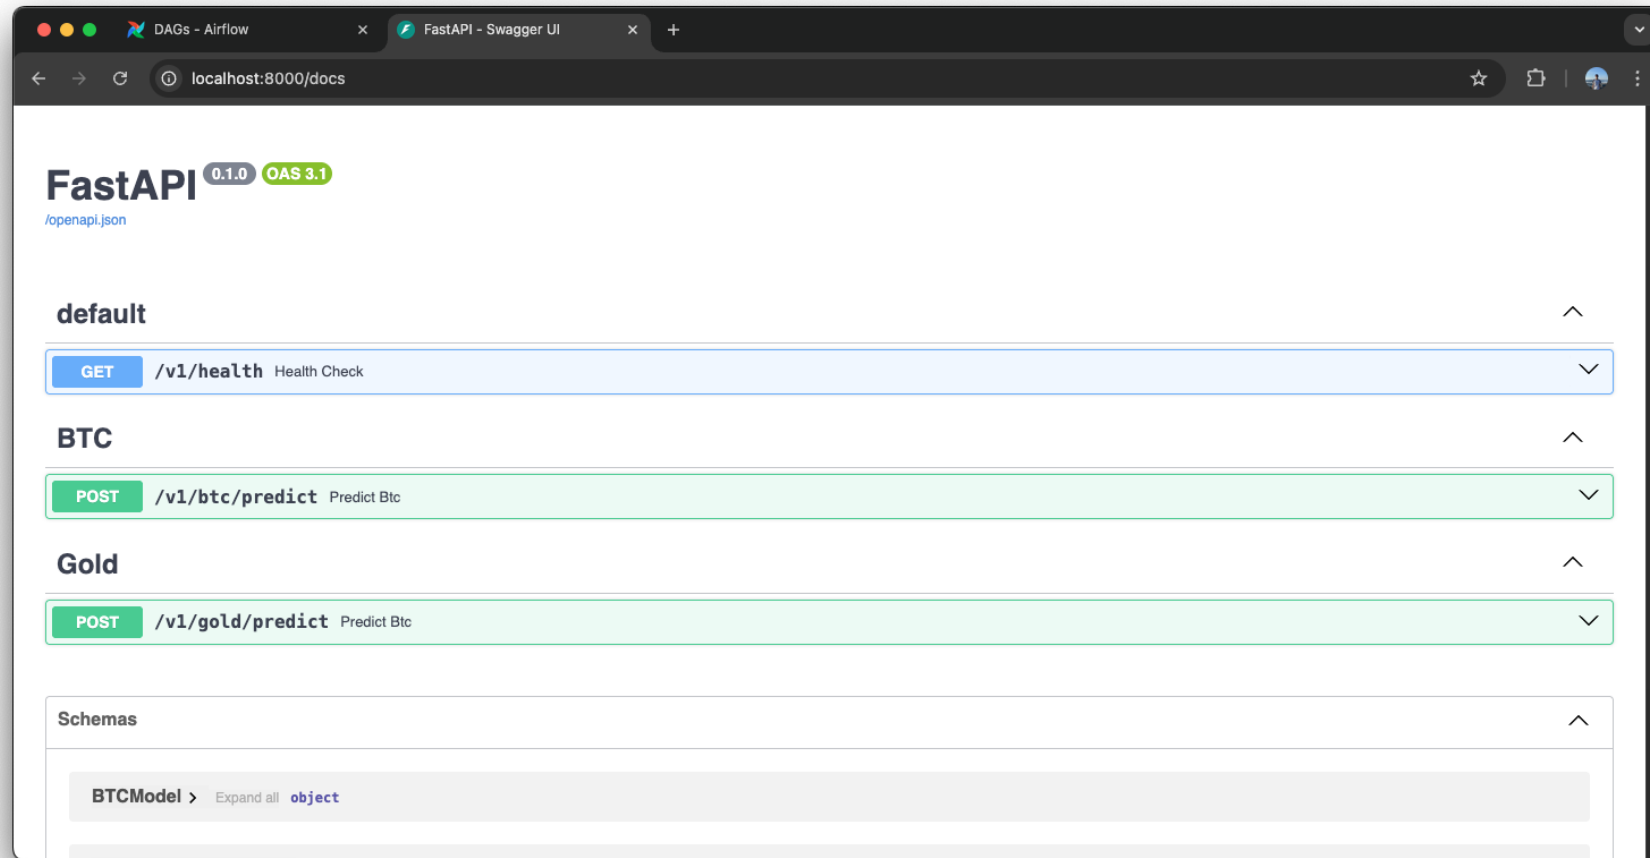 DAGs - Airflow
FastAPI - Swagger UI
localhost:8000/docs
FastAPI 0.1.0 OAS 3.1
/openapi.json
default
GET /v1/health Health Check
BTC
POST /v1/btc/predict Predict Btc
Gold
POST /v1/gold/predict Predict Btc
Schemas
BTCModel Expand all object